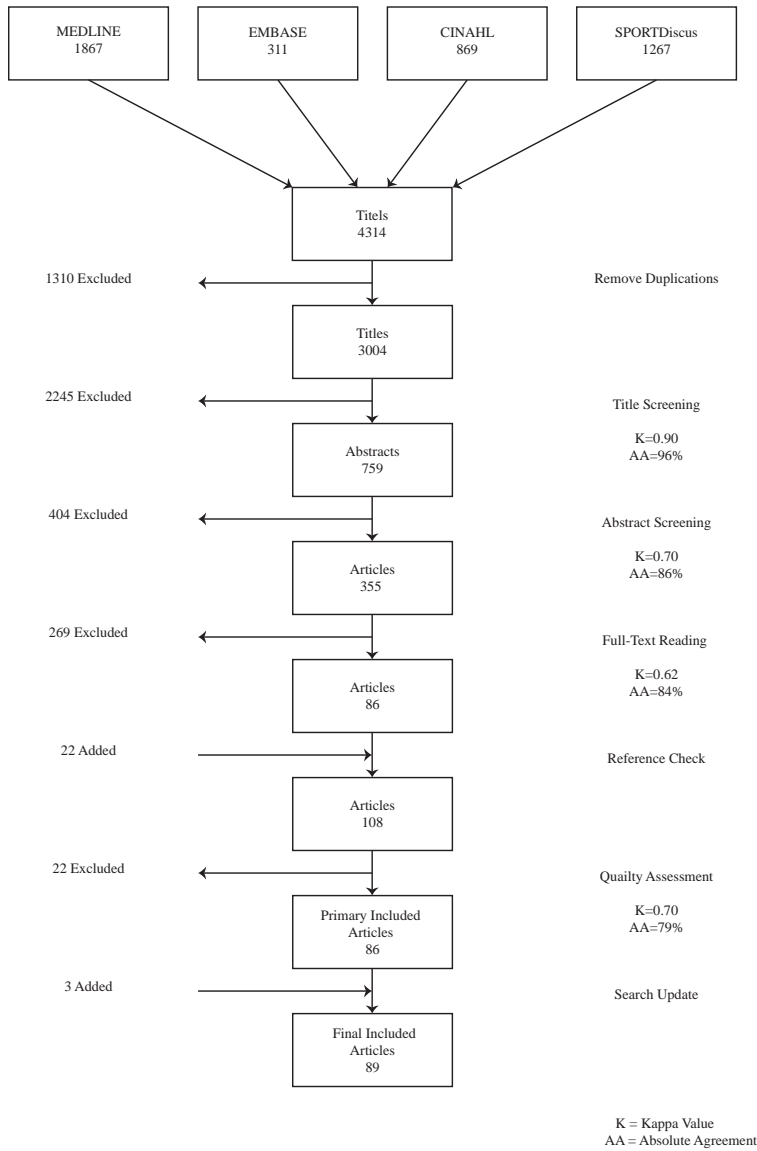 MEDLINE
1867
EMBASE
311
CINAHL
869
SPORTDiscus
1267
Titels
4314
1310 Excluded
Remove Duplications
Titles
3004
2245 Excluded
Title Screening
K=0.90
AA=96%
Abstracts
759
404 Excluded
Abstract Screening
K=0.70
AA=86%
Articles
355
269 Excluded
Full-Text Reading
K=0.62
AA=84%
Articles
86
22 Added
Reference Check
Articles
108
22 Excluded
Quailty Assessment
K=0.70
AA=79%
Primary Included
Articles
86
3 Added
Search Update
Final Included
Articles
89
K = Kappa Value
AA = Absolute Agreement